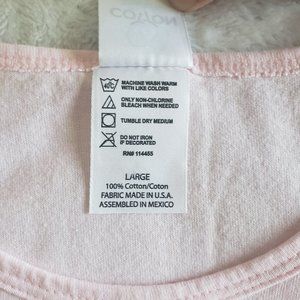 COTTON
MACHINE WASH WARM
WITH LIKE COLORS
ONLY NON-CHLORINE
BLEACH WHEN NEEDED
TUMBLE DRY MEDIUM
DO NOT IRON
IF DECORATED
RN# 114455
LARGE
100% Cotton/Coton
FABRIC MADE IN U.S.A.
ASSEMBLED IN MEXICO